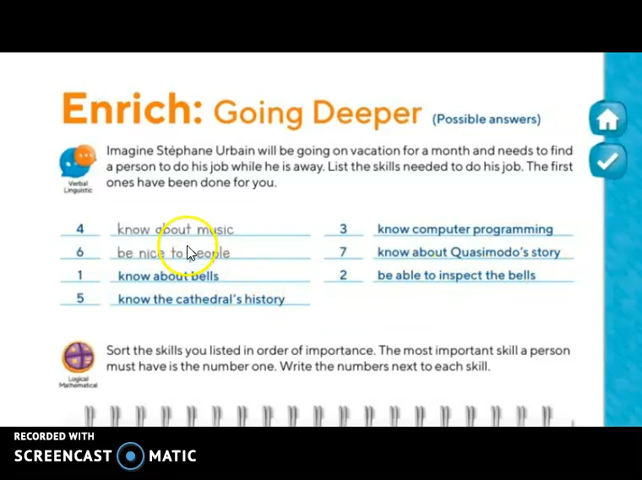 Enrich: Going Deeper (Possible answers)
Imagine Stéphane Urbain will be going on vacation for a month and needs to find
a person to do his job while he is away. List the skills needed to do his job. The first
ones have been done for you.
Verbal
Linguistic
4 know about music
6 be nice to people
1 know about bells
5 know the cathedral's history
3 know computer programming
7 know about Quasimodo's story
2 be able to inspect the bells
Sort the skills you listed in order of importance. The most important skill a person
must have is the number one. Write the numbers next to each skill.
Logical
Mathematical
RECORDED WITH
SCREENCAST MATIC